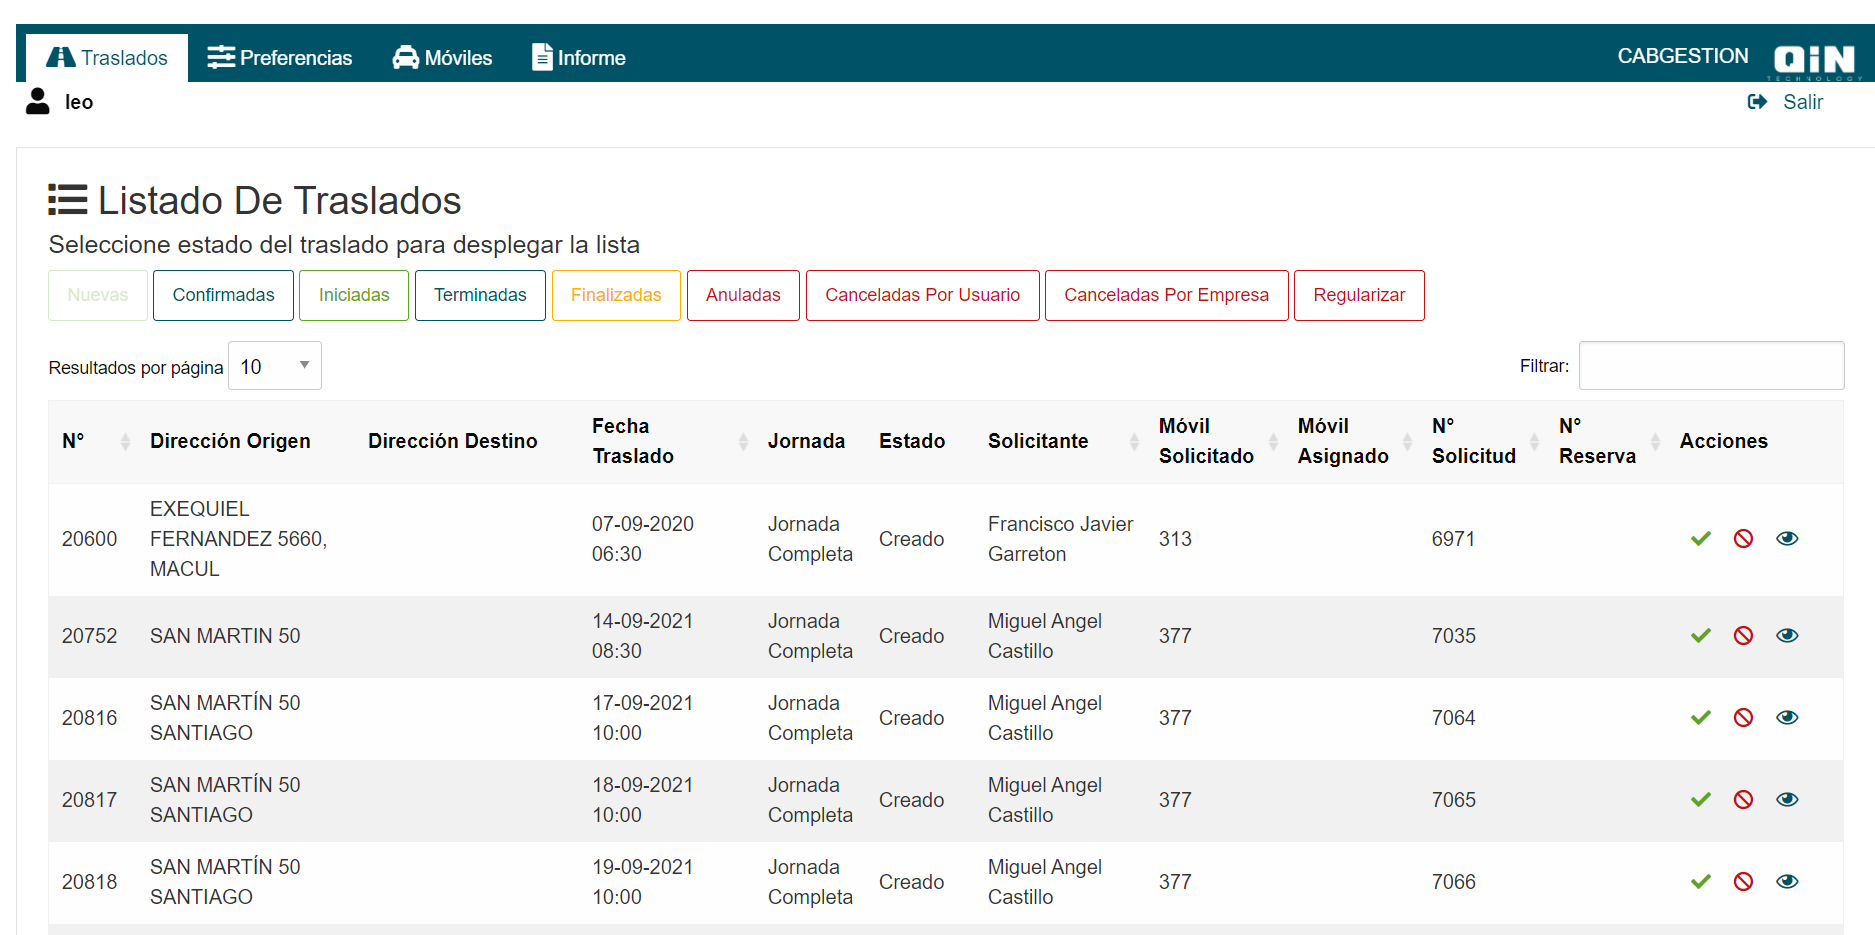 Traslados Preferencias Móviles Informe CABGESTION QiN
TECHNOLOGY
leo Salir
Listado De Traslados
Seleccione estado del traslado para desplegar la lista
Nuevas Confirmadas Iniciadas Terminadas Finalizadas Anuladas Canceladas Por Usuario Canceladas Por Empresa Regularizar
Resultados por página 10 Filtrar:
N° Dirección Origen Dirección Destino Fecha Traslado Jornada Estado Solicitante Móvil Solicitado Móvil Asignado N° Solicitud N° Reserva Acciones
20600 EXEQUIEL FERNANDEZ 5660, MACUL 07-09-2020 06:30 Jornada Completa Creado Francisco Javier Garreton 313 6971
20752 SAN MARTIN 50 14-09-2021 08:30 Jornada Completa Creado Miguel Angel Castillo 377 7035
20816 SAN MARTÍN 50 SANTIAGO 17-09-2021 10:00 Jornada Completa Creado Miguel Angel Castillo 377 7064
20817 SAN MARTÍN 50 SANTIAGO 18-09-2021 10:00 Jornada Completa Creado Miguel Angel Castillo 377 7065
20818 SAN MARTÍN 50 SANTIAGO 19-09-2021 10:00 Jornada Completa Creado Miguel Angel Castillo 377 7066